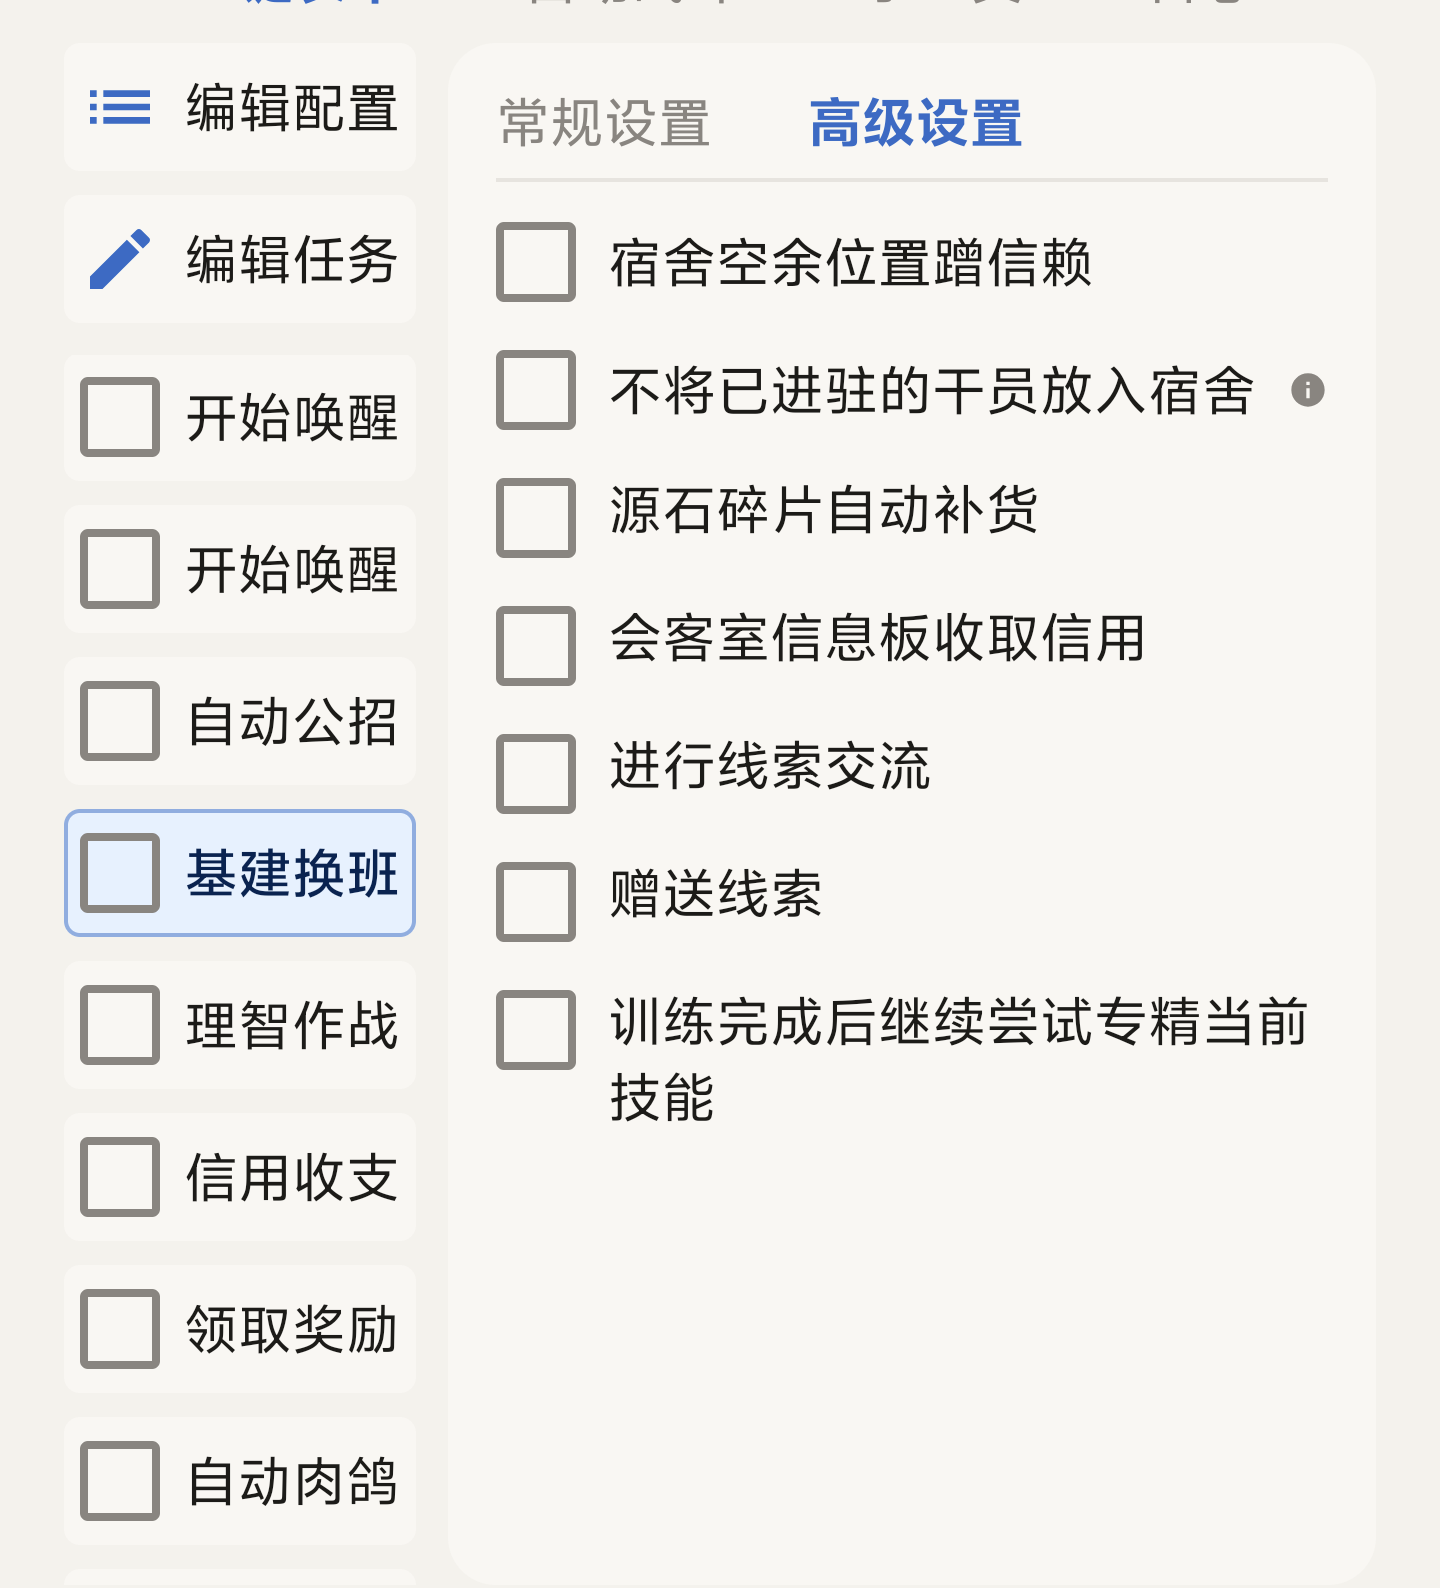 编辑配置
编辑任务
开始唤醒
开始唤醒
自动公招
基建换班
理智作战
信用收支
领取奖励
自动肉鸽
常规设置
高级设置
宿舍空余位置蹭信赖
不将已进驻的干员放入宿舍
源石碎片自动补货
会客室信息板收取信用
进行线索交流
赠送线索
训练完成后继续尝试专精当前
技能